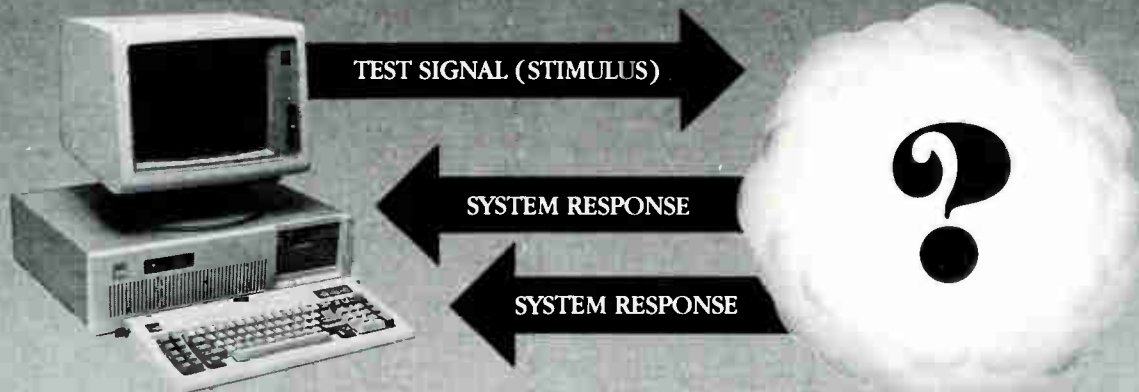 TEST SIGNAL (STIMULUS)
SYSTEM RESPONSE
SYSTEM RESPONSE
?